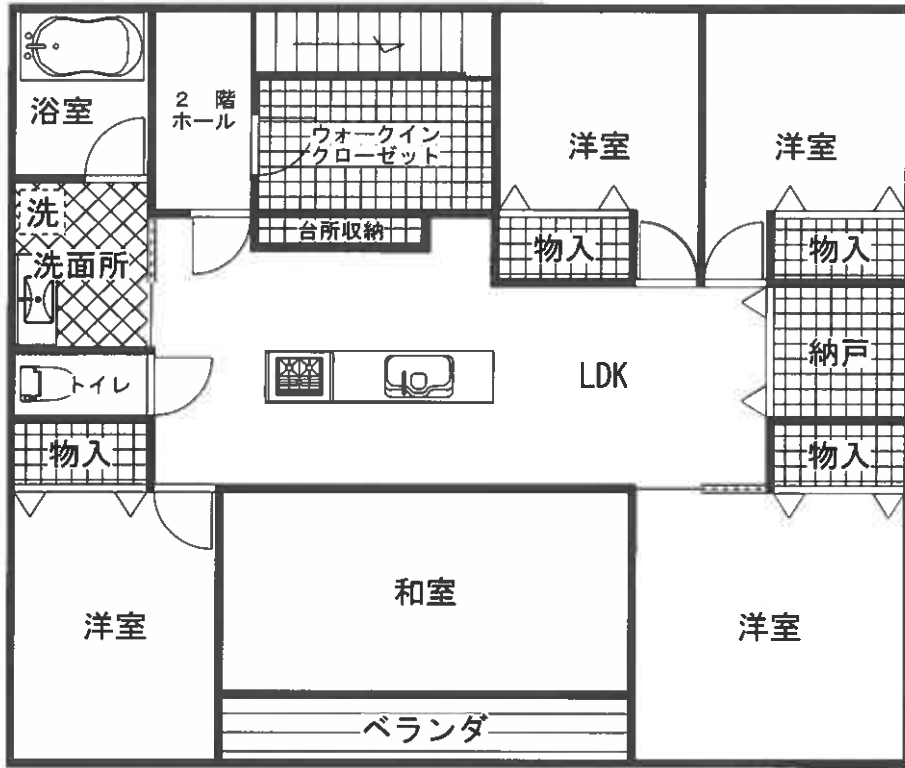 浴室
2 階
ホール
ウォークイン
クローゼット
洋室
洋室
洗
洗面所
台所収納
物入
物入
トイレ
LDK
納戸
物入
物入
洋室
和室
洋室
ベランダ